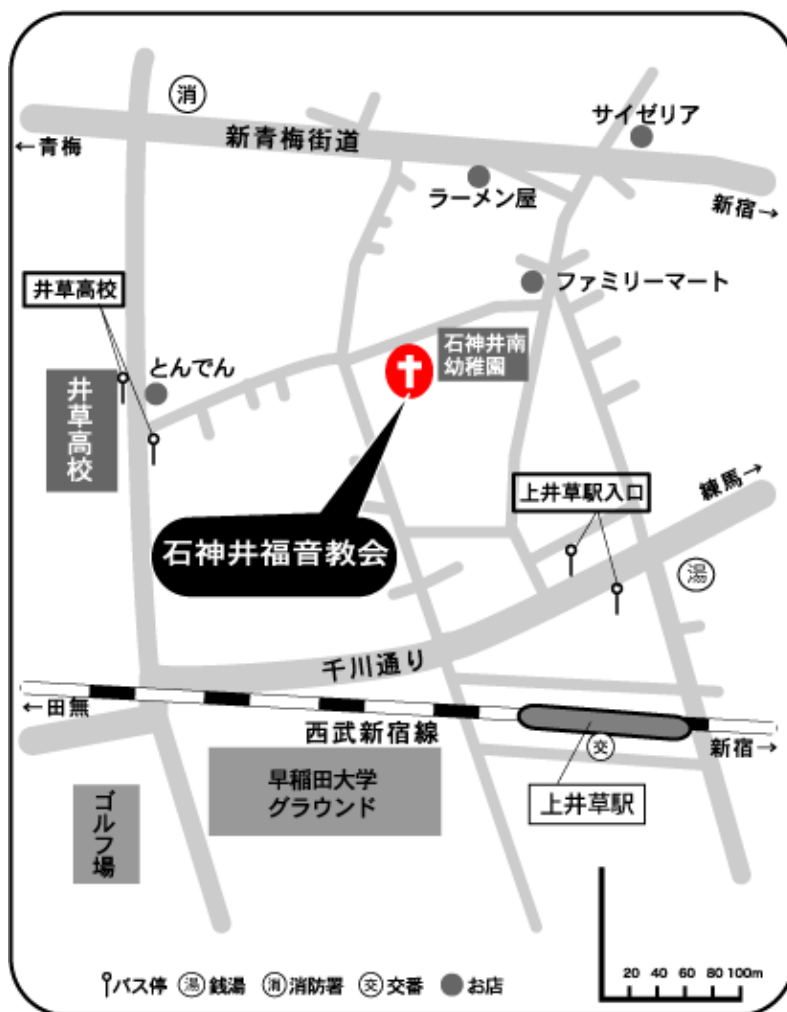 消
サイゼリア
←青梅
新青梅街道
ラーメン屋
新宿→
井草高校
ファミリーマート
石神井南
幼稚園
とんでん
井草高校
上井草駅入口
練馬→
石神井福音教会
湯
千川通り
←田無
西武新宿線
交
新宿→
早稲田大学
グラウンド
上井草駅
ゴルフ場
バス停 湯 銭湯 消 消防署 交 交番 お店
20 40 60 80 100m